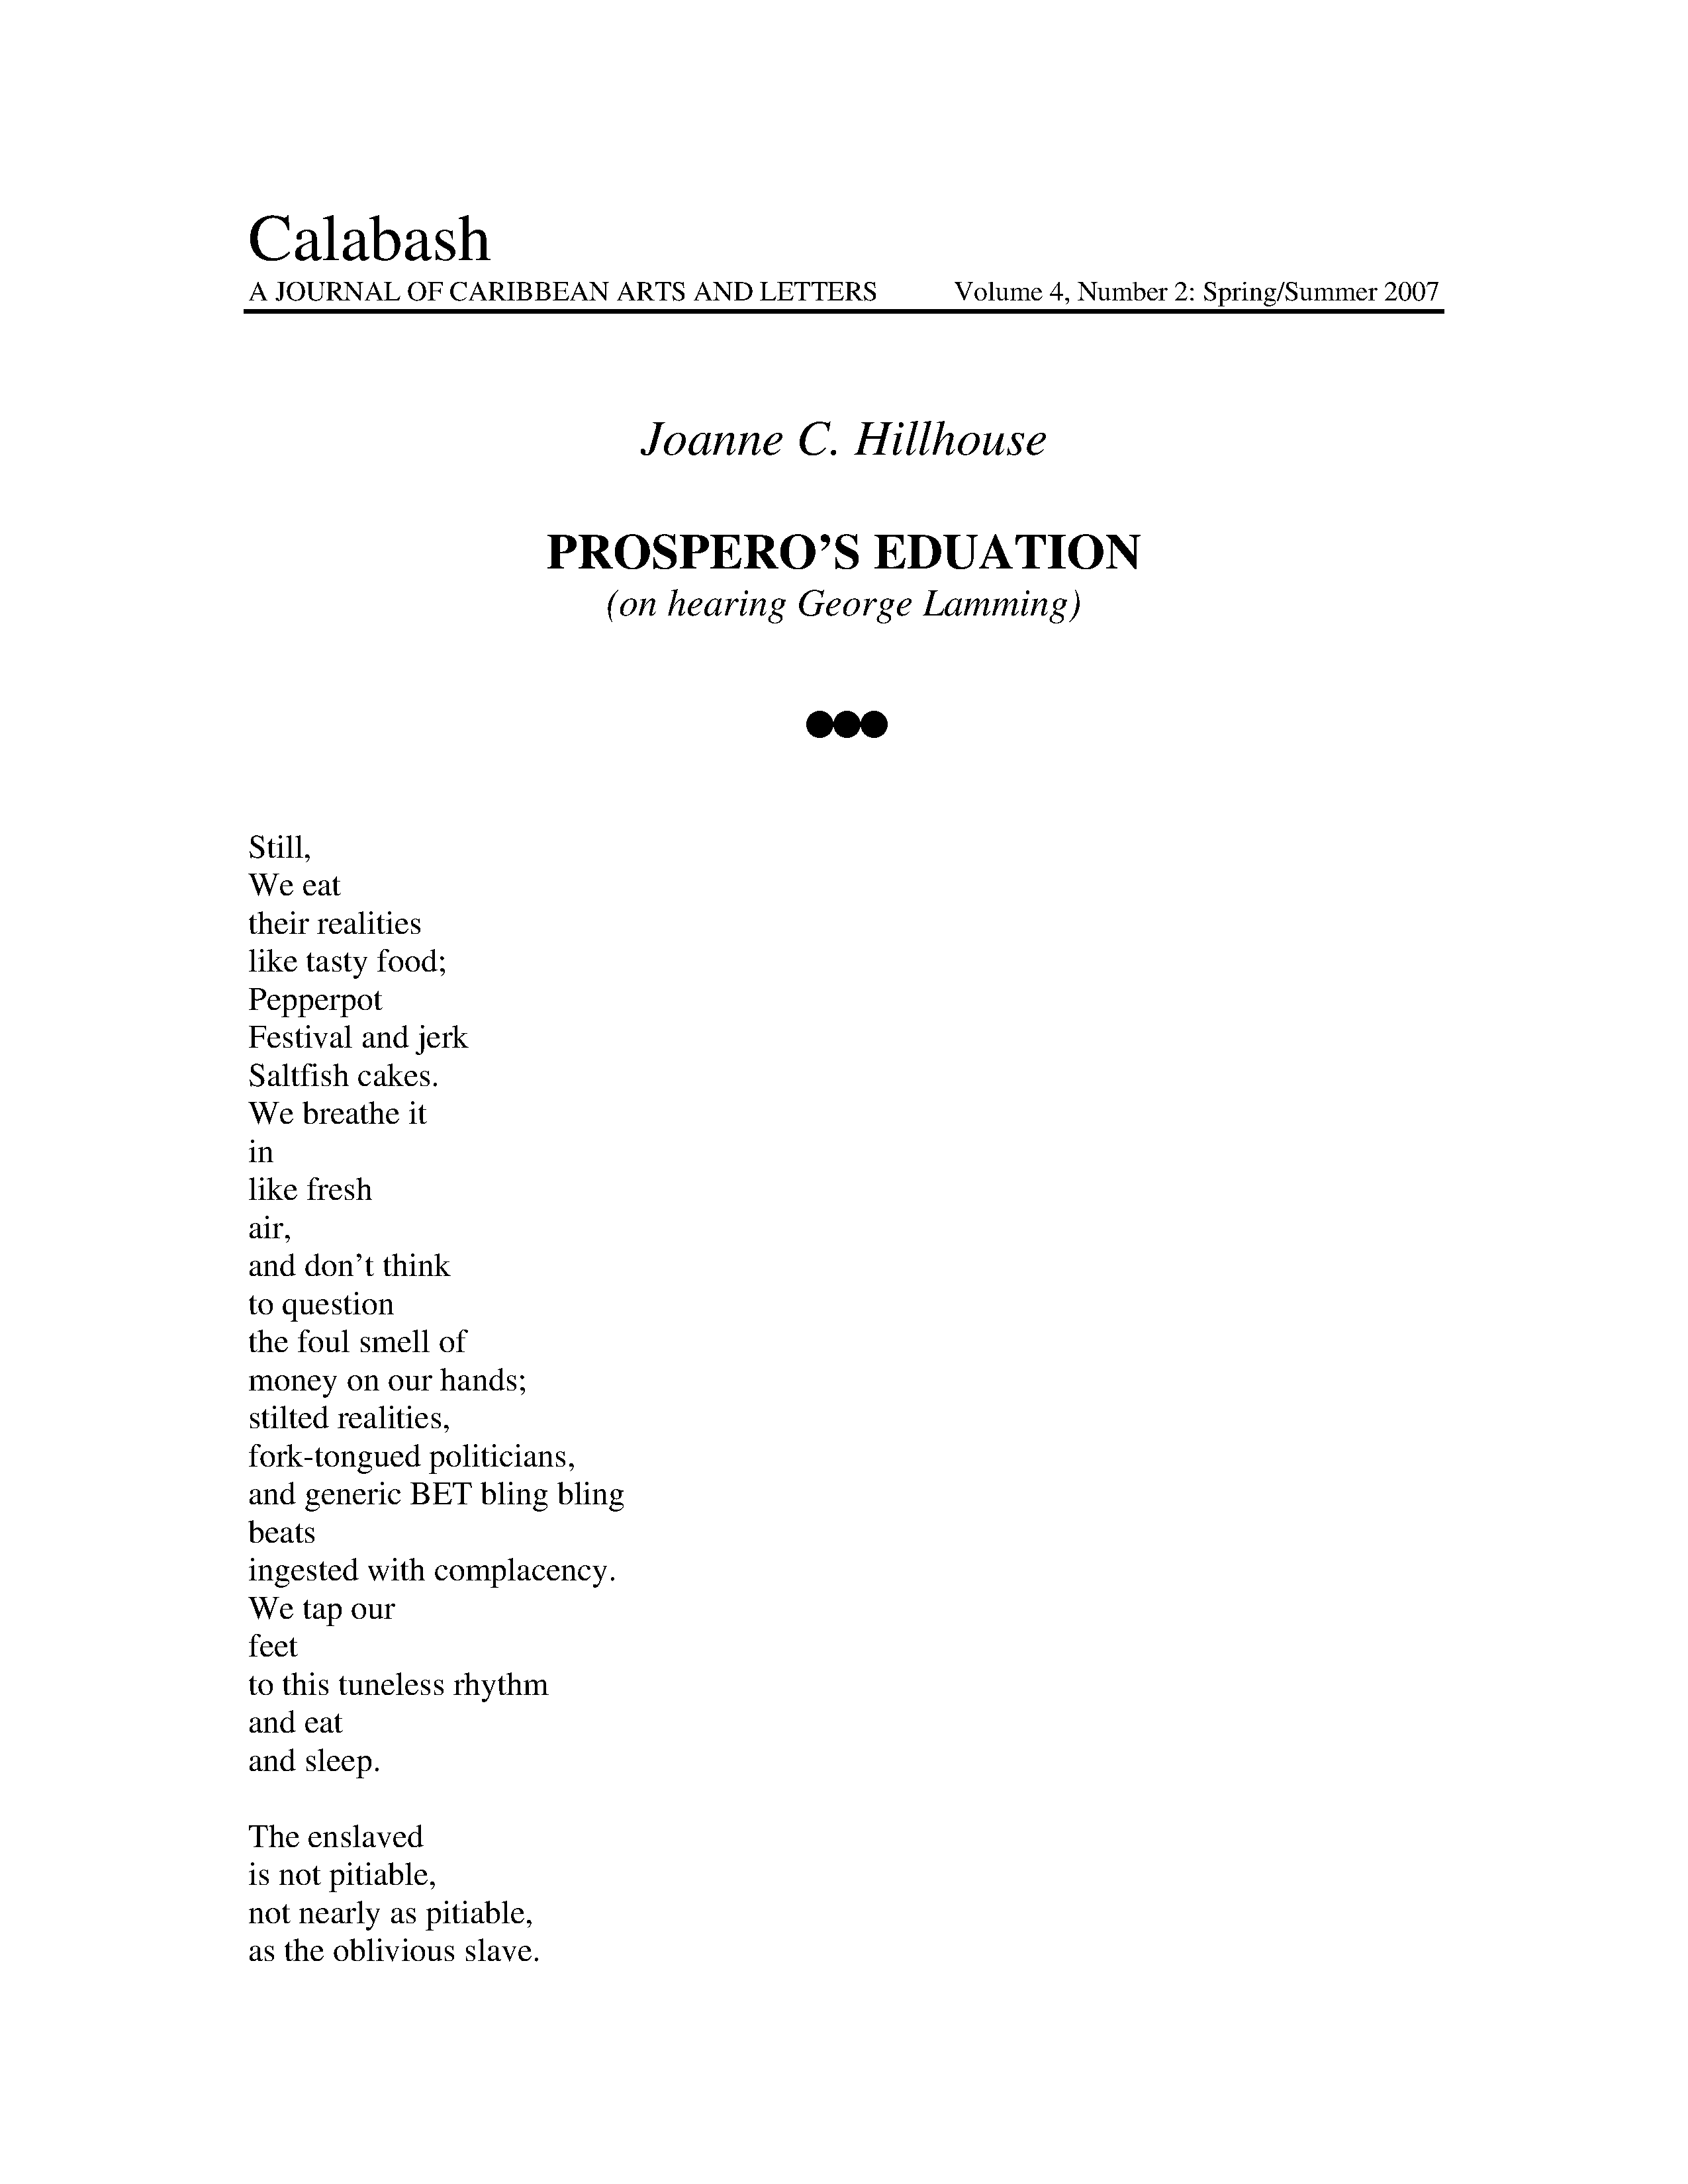 Calabash
A JOURNAL OF CARIBBEAN ARTS AND LETTERS Volume 4, Number 2: Spring/Summer 2007
Joanne C. Hillhouse
PROSPERO’S EDUATION
(on hearing George Lamming)
Still,
We eat
their realities
like tasty food;
Pepperpot
Festival and jerk
Saltfish cakes.
We breathe it
in
like fresh
air,
and don’t think
to question
the foul smell of
money on our hands;
stilted realities,
fork-tongued politicians,
and generic BET bling bling
beats
ingested with complacency.
We tap our
feet
to this tuneless rhythm
and eat
and sleep.
The enslaved
is not pitiable,
not nearly as pitiable,
as the oblivious slave.